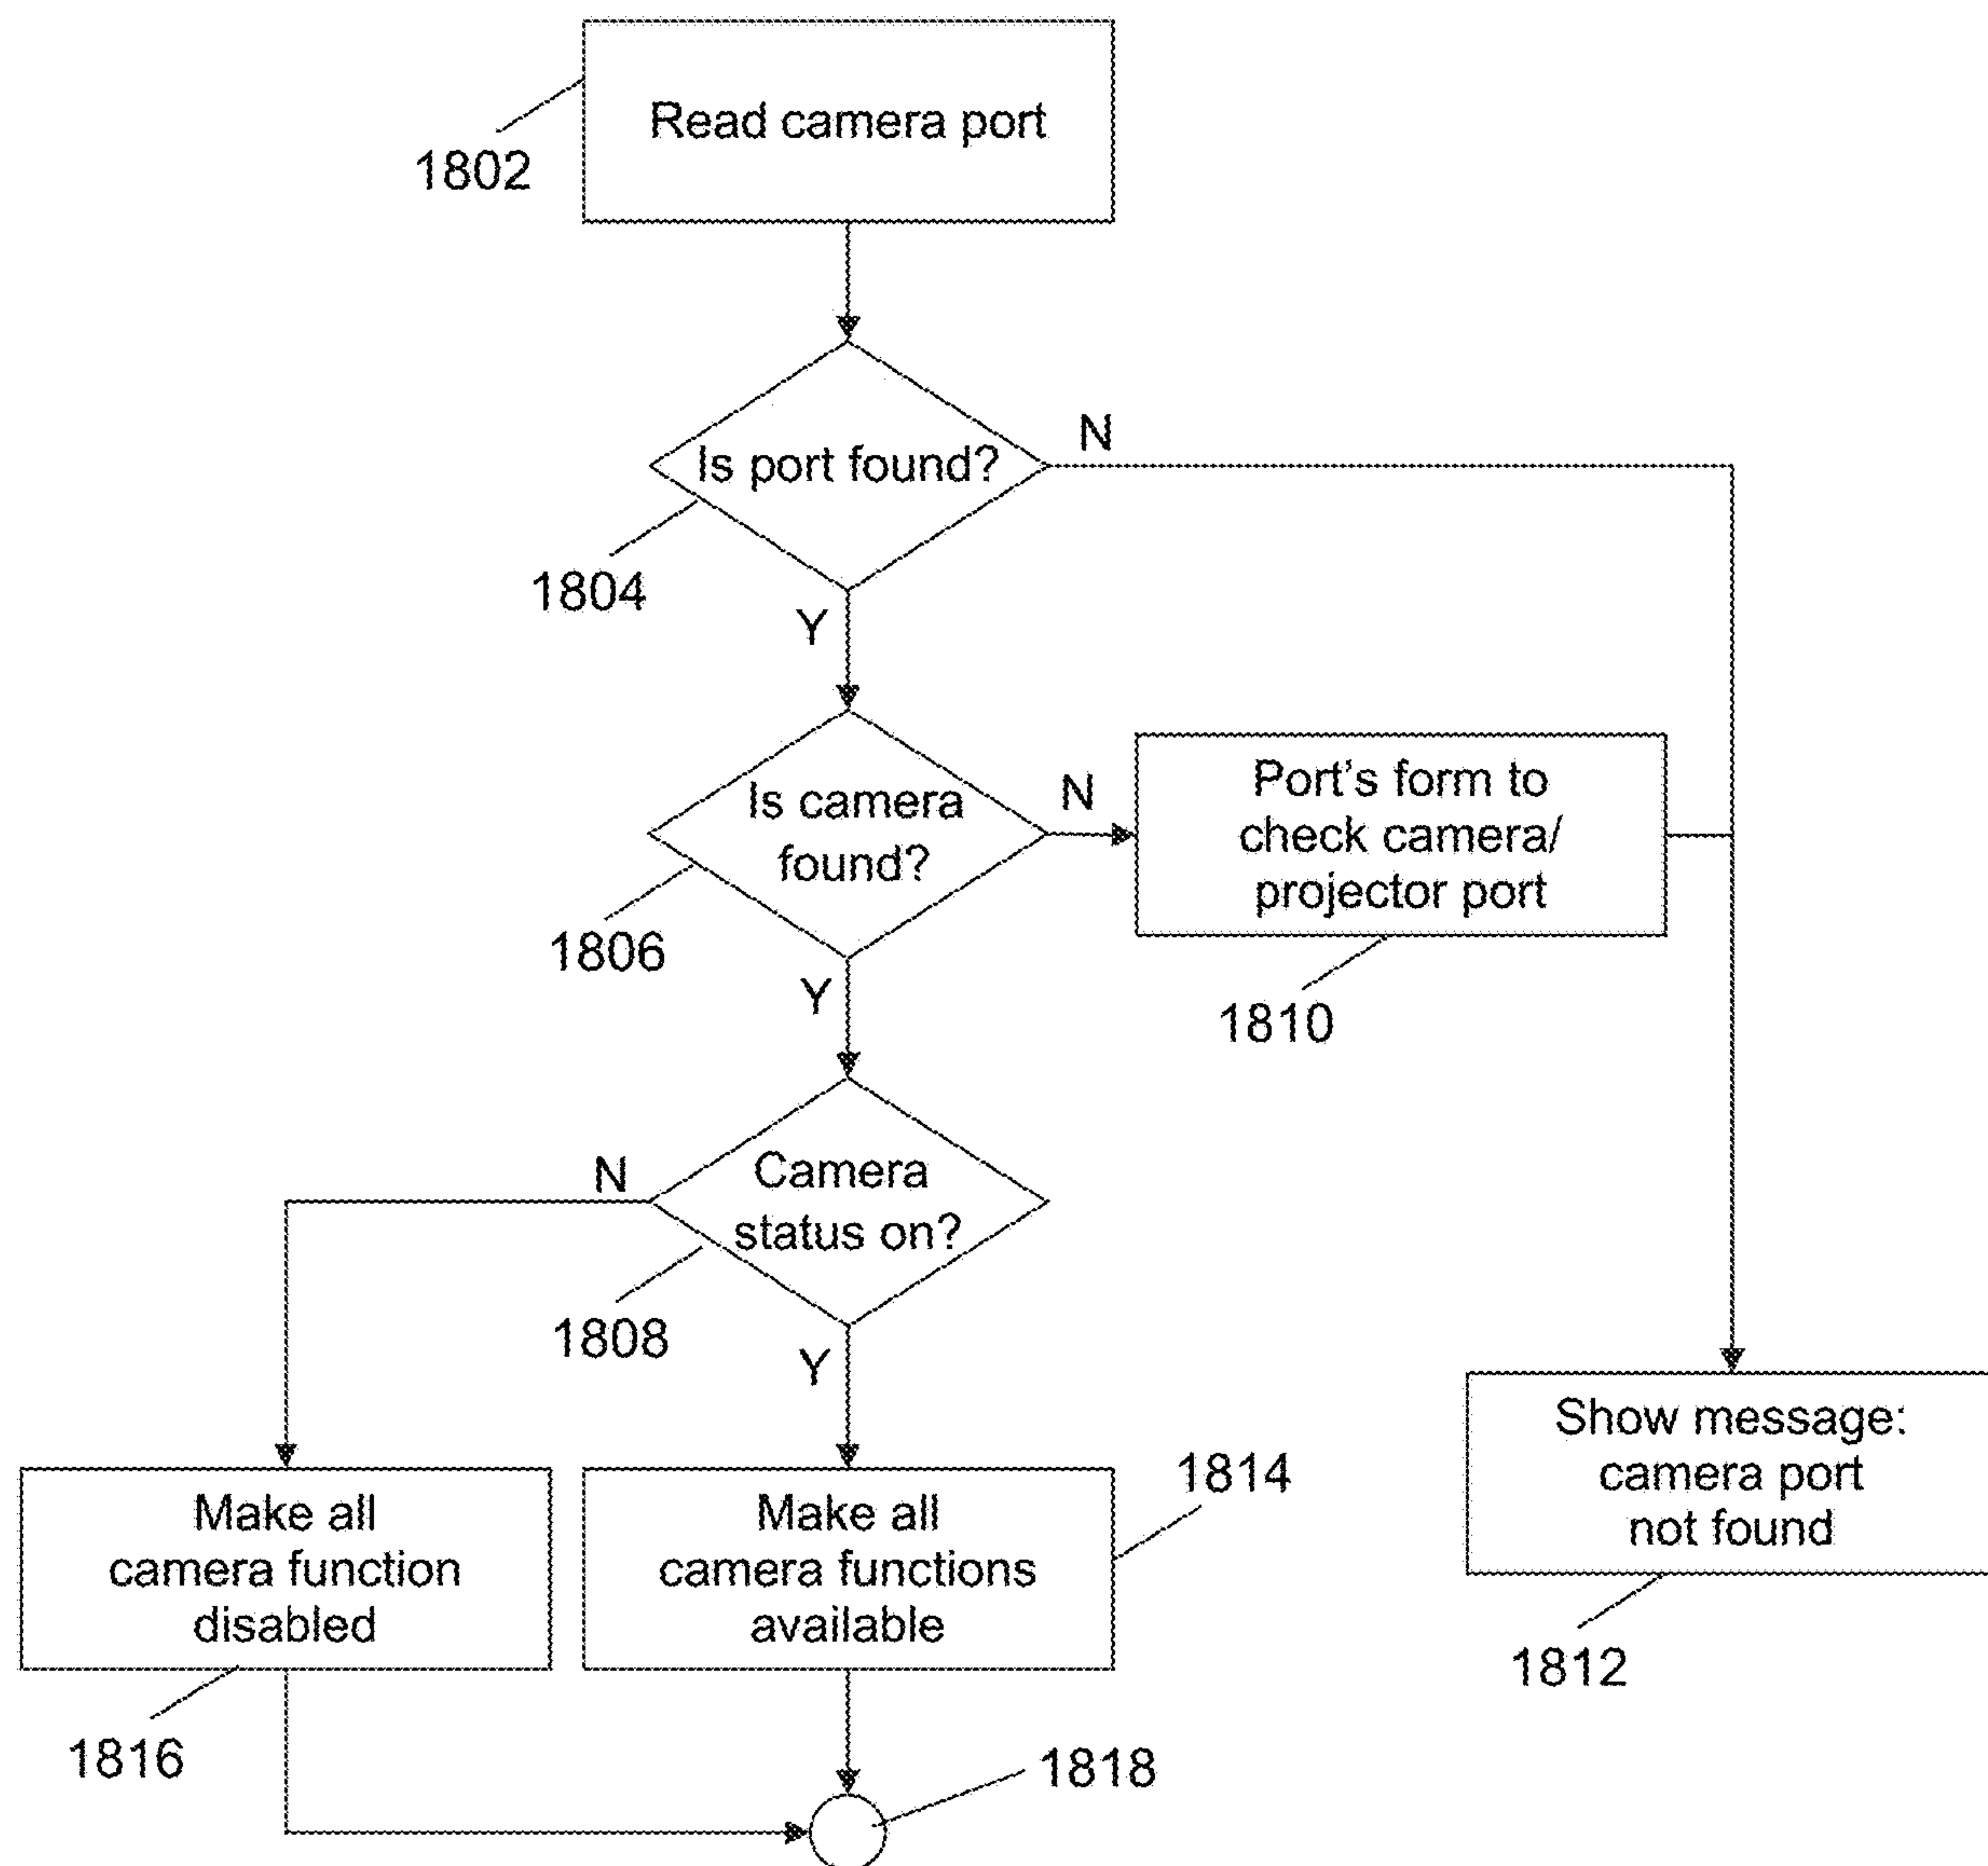 Read camera port
1802
Is port found?
N
1804
Y
Is camera
found?
N
Port's form to
check camera/
projector port
1806
1810
Y
Camera
status on?
N
1808
Y
Make all
camera function
disabled
Make all
camera functions
available
1814
Show message:
camera port
not found
1812
1816
1818